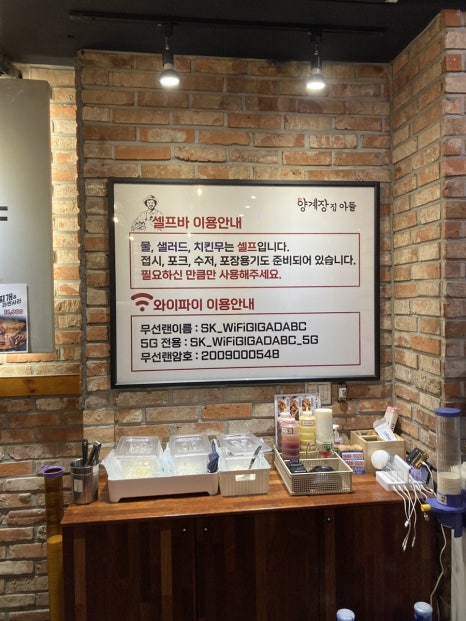 양계장집아들
셀프바 이용안내
물, 샐러드, 치킨무는 셀프입니다.
접시, 포크, 수저, 포장용기도 준비되어 있습니다.
필요하신 만큼만 사용해주세요.
와이파이 이용안내
무선랜이름 : SK_WiFiGIGADABC
5G 전용 : SK_WiFiGIGADABC_5G
무선랜암호 : 2009000548